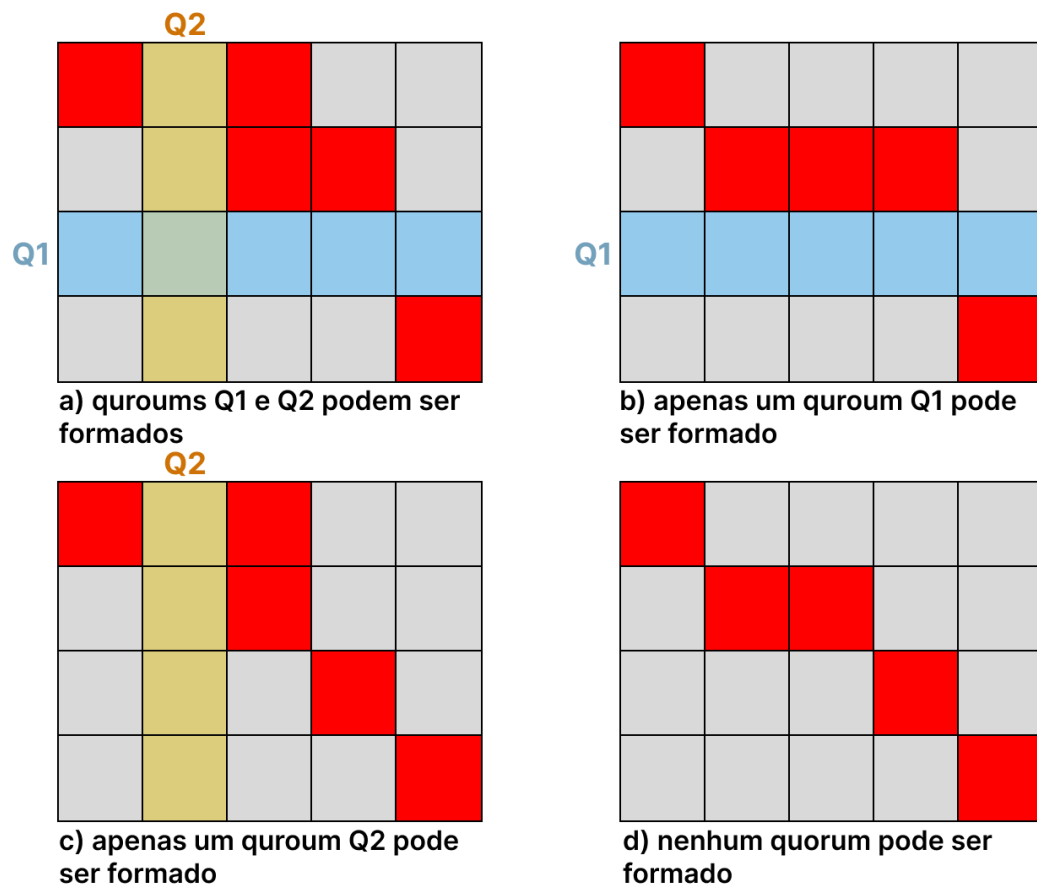 Q2
Q1
Q1
a) quroums Q1 e Q2 podem ser
formados
b) apenas um quroum Q1 pode
ser formado
Q2
c) apenas um quroum Q2 pode
ser formado
d) nenhum quorum pode ser
formado